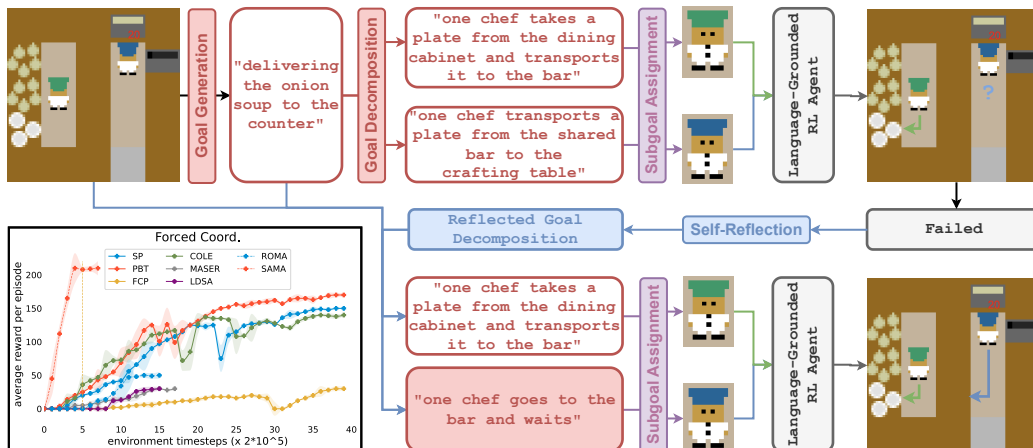 Goal Generation
"delivering
the onion
soup to the
counter"
Goal Decomposition
"one chef takes a
plate from the dining
cabinet and transports
it to the bar"
"one chef transports a
plate from the shared
bar to the
crafting table"
Subgoal Assignment
Language-Grounded
RL Agent
?
Reflected Goal
Decomposition
Self-Reflection
Failed
"one chef takes a
plate from the dining
cabinet and transports
it to the bar"
"one chef goes to the
bar and waits"
Subgoal Assignment
Language-Grounded
RL Agent
Forced Coord.
SP
PBT
FCP
COLE
MASER
LDSA
ROMA
SAMA
average reward per episode
200
150
100
50
0
0 5 10 15 20 25 30 35 40
environment timesteps (x 2*10^5)